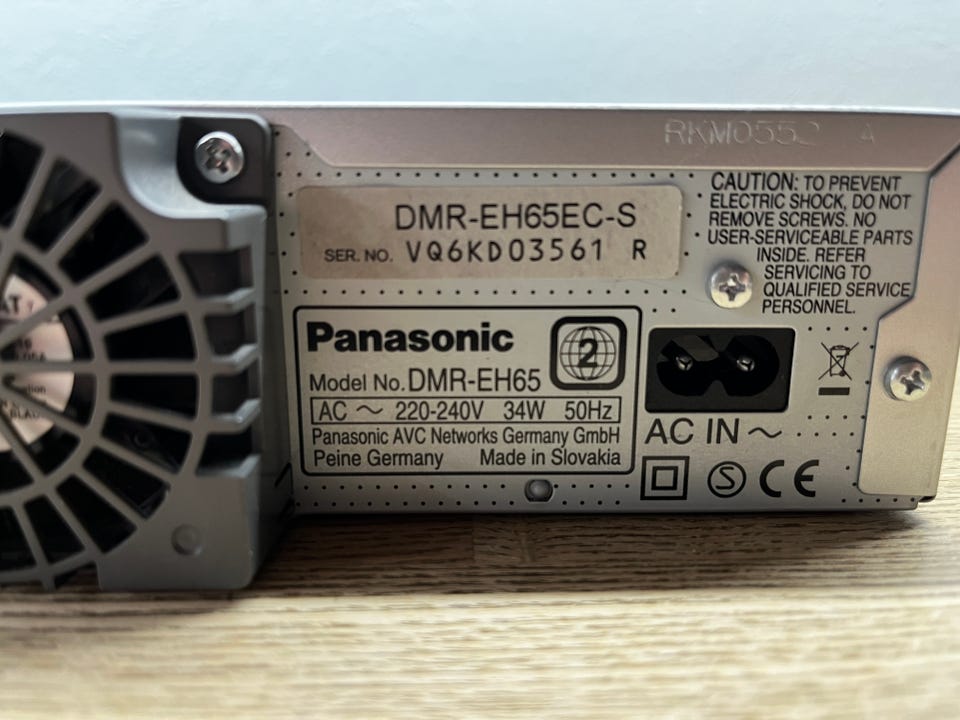 RKM0552 A
DMR-EH65EC-S
SER. NO. VQ6KD03561 R
CAUTION: TO PREVENT
ELECTRIC SHOCK, DO NOT
REMOVE SCREWS. NO
USER-SERVICEABLE PARTS
INSIDE. REFER
SERVICING TO
QUALIFIED SERVICE
PERSONNEL.
Panasonic
2
Model No. DMR-EH65
AC ～ 220-240V 34W 50Hz
Panasonic AVC Networks Germany GmbH
Peine Germany Made in Slovakia
AC IN ～
S CE